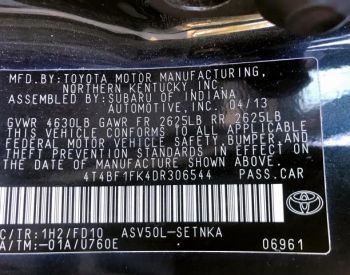 MFD. BY: TOYOTA MOTOR MANUFACTURING,
NORTHERN KENTUCKY, INC.
ASSEMBLED BY: SUBARU OF INDIANA
AUTOMOTIVE, INC. 04/13
GVWR 4630LB GAWR FR 2625LB RR 2625LB
THIS VEHICLE CONFORMS TO ALL APPLICABLE
FEDERAL MOTOR VEHICLE SAFETY, BUMPER, AND
THEFT PREVENTION STANDARDS IN EFFECT ON THE DATE
OF MANUFACTURE SHOWN ABOVE.
4T4BF1FK4DR306544 PASS.CAR
C/TR: 1H2/FD10 ASV50L-SETNKA
A/TM: -01A/U760E 06961
TOYOTA